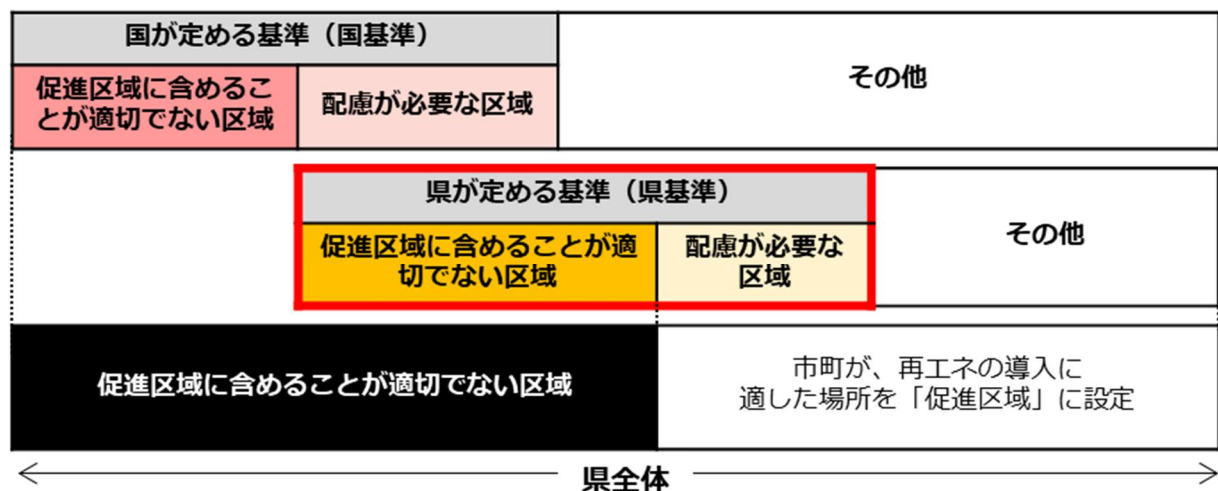 国が定める基準（国基準）
その他
促進区域に含めるこ
とが適切でない区域
配慮が必要な区域
県が定める基準（県基準）
その他
促進区域に含めることが適
切でない区域
配慮が必要な
区域
促進区域に含めることが適切でない区域
市町が、再エネの導入に
適した場所を「促進区域」に設定
県全体